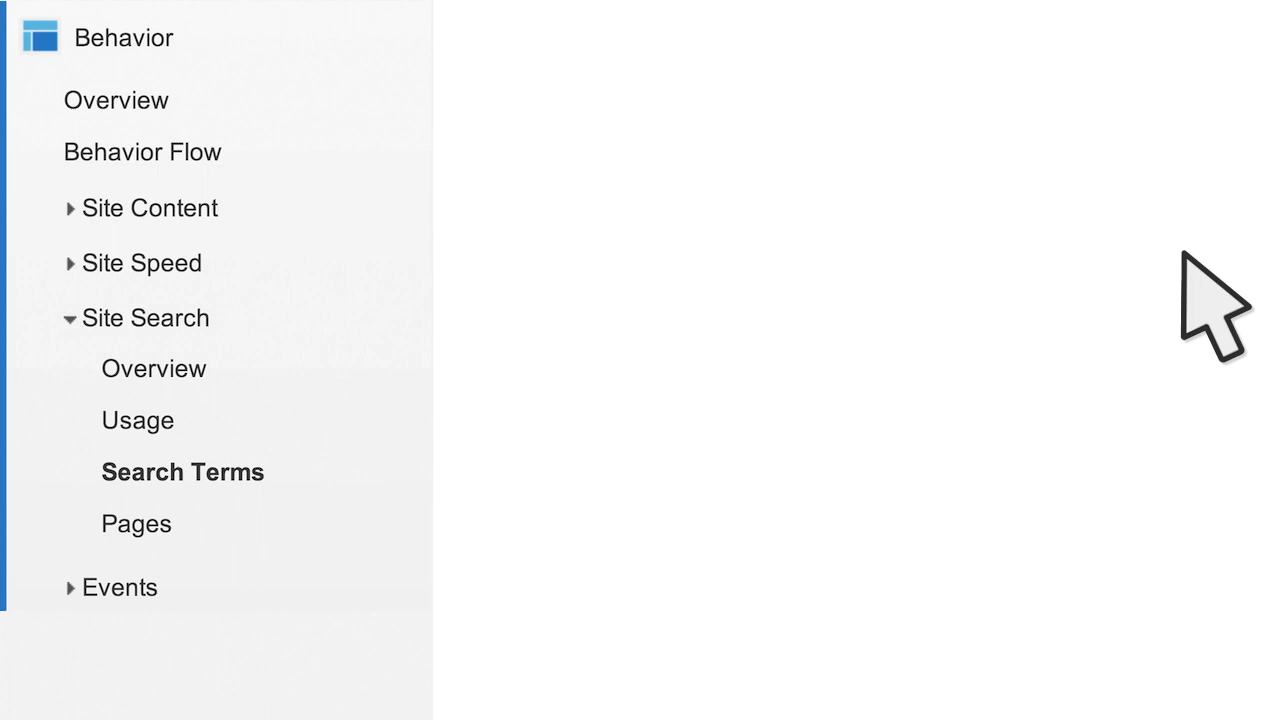 Behavior
Overview
Behavior Flow
Site Content
Site Speed
Site Search
Overview
Usage
Search Terms
Pages
Events